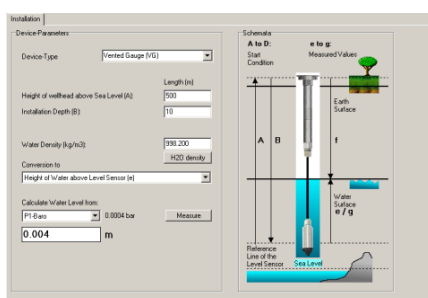 Installation
Device-Parameters
Device-Type
Vented Gauge (VG)
Length (m)
Height of wellhead above Sea Level (A):
500
Installation Depth (B):
10
Water Density (kg/m3):
998.200
H2O density
Conversion to
Height of Water above Level Sensor (e)
Calculate Water Level from:
P1-Baro
0.0004 bar
Measure
0.004 m
Schemata
A to D: e to g:
Start Measured Values
Condition
Earth
Surface
A B f
Water
Surface
e / g
Reference
Line of the
Level Sensor
Sea Level